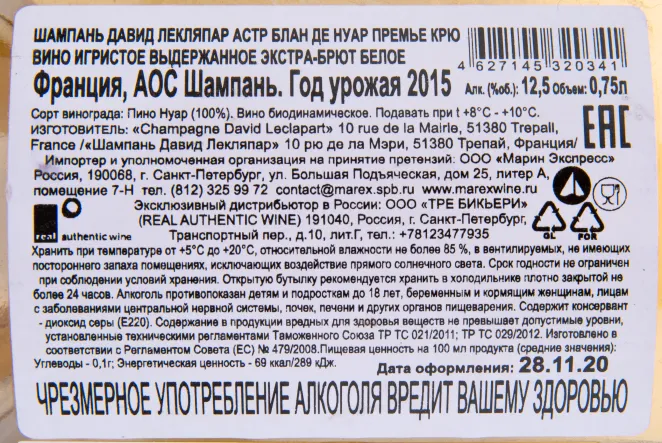 ШАМПАНЬ ДАВИД ЛЕКЛЯПАР АСТР БЛАН ДЕ НУАР ПРЕМЬЕ КРЮ
ВИНО ИГРИСТОЕ ВЫДЕРЖАННОЕ ЭКСТРА-БРЮТ БЕЛОЕ
4627145320341
Франция, АОС Шампань. Год урожая 2015 Алк. (%об.): 12,5 Объем: 0,75л
Сорт винограда: Пино Нуар (100%). Вино биодинамическое. Подавать при t +8°C - +10°C.
ИЗГОТОВИТЕЛЬ: «Champagne David Leclapart» 10 rue de la Mairie, 51380 Trepail,
France /«Шампань Давид Лекляпар» 10 рю де ла Мэри, 51380 Трепай, Франция/
EAC
Импортер и уполномоченная организация на принятие претензий: ООО «Марин Экспресс»
Россия, 190068, г. Санкт-Петербург, ул. Большая Подъяческая, дом 25, литер А,
помещение 7-Н тел. (812) 325 99 72 contact@marex.spb.ru www.marexwine.ru
Эксклюзивный дистрибьютор в России: ООО «ТРЕ БИКЬЕРИ»
(REAL AUTHENTIC WINE) 191040, Россия, г. Санкт-Петербург,
real authentic wine Транспортный пер., д.10, лит.Г, тел.: +78123477935
GL POR
Хранить при температуре от +5°C до +20°C, относительной влажности не более 85 %, в вентилируемых, не имеющих
постороннего запаха помещениях, исключающих воздействие прямого солнечного света. Срок годности не ограничен
при соблюдении условий хранения. Открытую бутылку рекомендуется хранить в холодильнике плотно закрытой не
более 24 часов. Алкоголь противопоказан детям и подросткам до 18 лет, беременным и кормящим женщинам, лицам
с заболеваниями центральной нервной системы, почек, печени и других органов пищеварения. Содержит консервант
- диоксид серы (Е220). Содержание в продукции вредных для здоровья веществ не превышает допустимые уровни,
установленные техническими регламентами Таможенного Союза ТР ТС 021/2011; ТР ТС 029/2012. Изготовлено в
соответствии с Регламентом Совета (ЕС) № 479/2008.Пищевая ценность на 100 мл продукта (средние значения):
Углеводы - 0,1г; Энергетическая ценность - 69 ккал/289 кДж. Дата оформления: 28.11.20
ЧРЕЗМЕРНОЕ УПОТРЕБЛЕНИЕ АЛКОГОЛЯ ВРЕДИТ ВАШЕМУ ЗДОРОВЬЮ